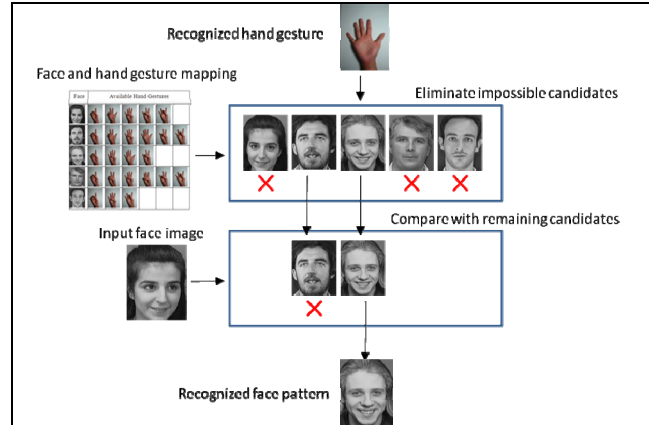 Recognized hand gesture
Face and hand gesture mapping
Eliminate impossible candidates
Face Available Hand Gestures
Compare with remaining candidates
Input face image
Recognized face pattern